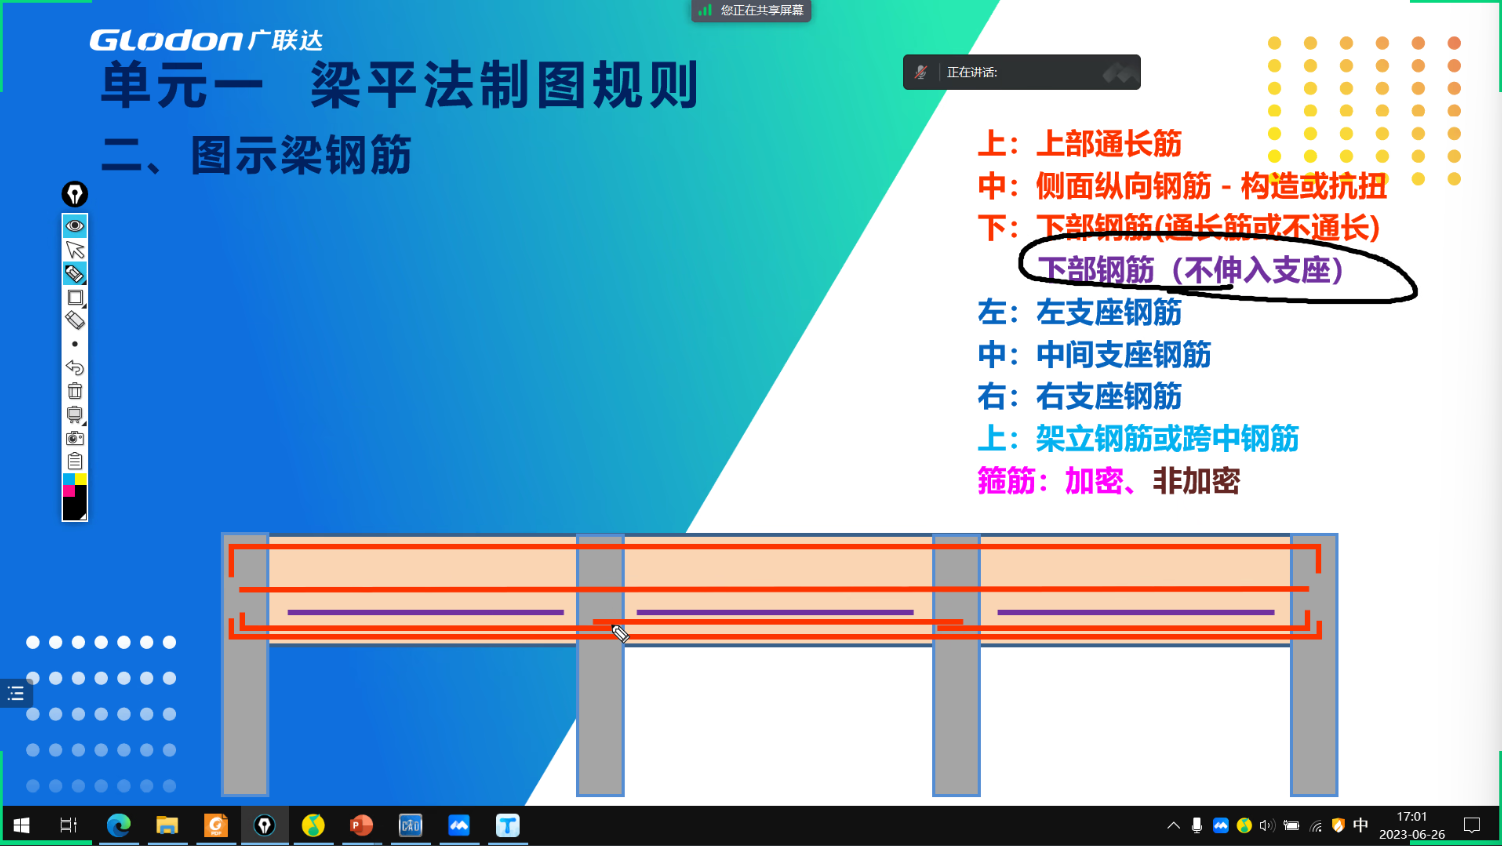 您正在共享屏幕
GLodon广联达
正在讲话:
单元一 梁平法制图规则
二、图示梁钢筋
上：上部通长筋
中：侧面纵向钢筋－构造或抗扭
下：下部钢筋(通长筋或不通长)
下部钢筋（不伸入支座）
左：左支座钢筋
中：中间支座钢筋
右：右支座钢筋
上：架立钢筋或跨中钢筋
箍筋：加密、非加密
PDF
P
CAD
T
中
17:01
2023-06-26